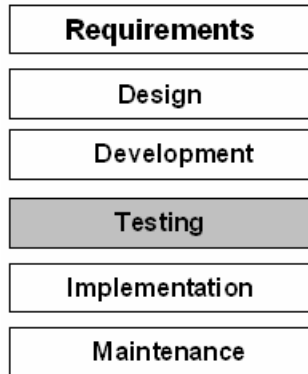 Requirements
Design
Development
Testing
Implementation
Maintenance